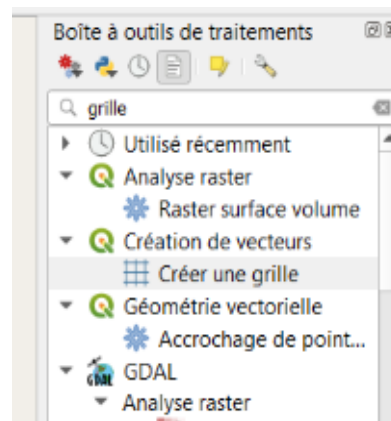 Boîte à outils de traitements
grille
Utilisé récemment
Analyse raster
Raster surface volume
Création de vecteurs
Créer une grille
Géométrie vectorielle
Accrochage de point...
GDAL
Analyse raster